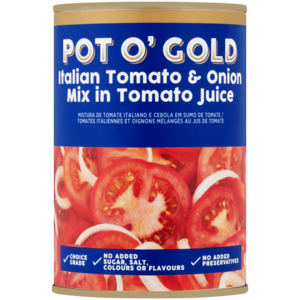 POT O' GOLD
Italian Tomato & Onion
Mix in Tomato Juice
MISTURA DE TOMATE ITALIANO E CEBOLA EM SUMO DE TOMATE /
TOMATES ITALIENNES ET OIGNONS MÉLANGÉS AU JUS DE TOMATE
CHOICE
GRADE
NO ADDED
SUGAR, SALT,
COLOURS OR FLAVOURS
NO ADDED
PRESERVATIVES